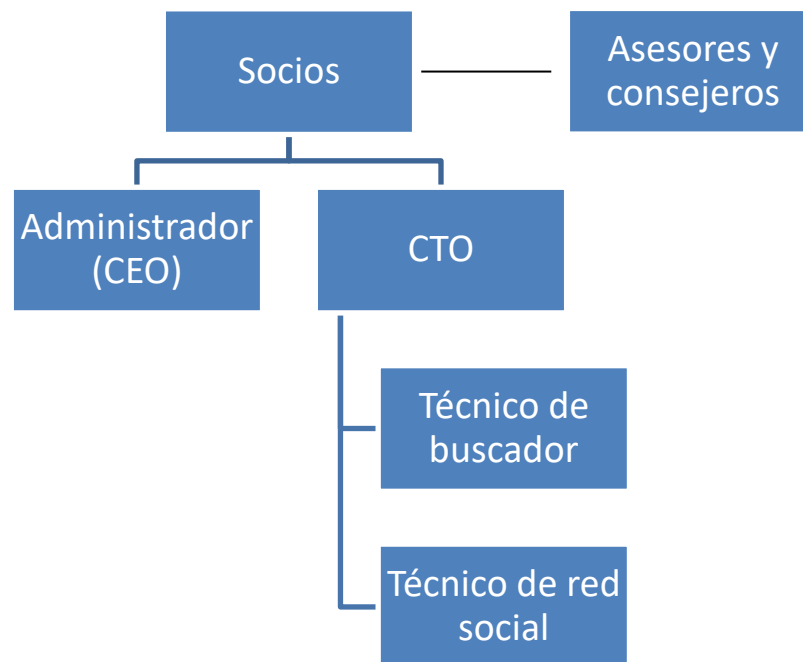 Socios
Asesores y
consejeros
Administrador
(CEO)
CTO
Técnico de
buscador
Técnico de red
social